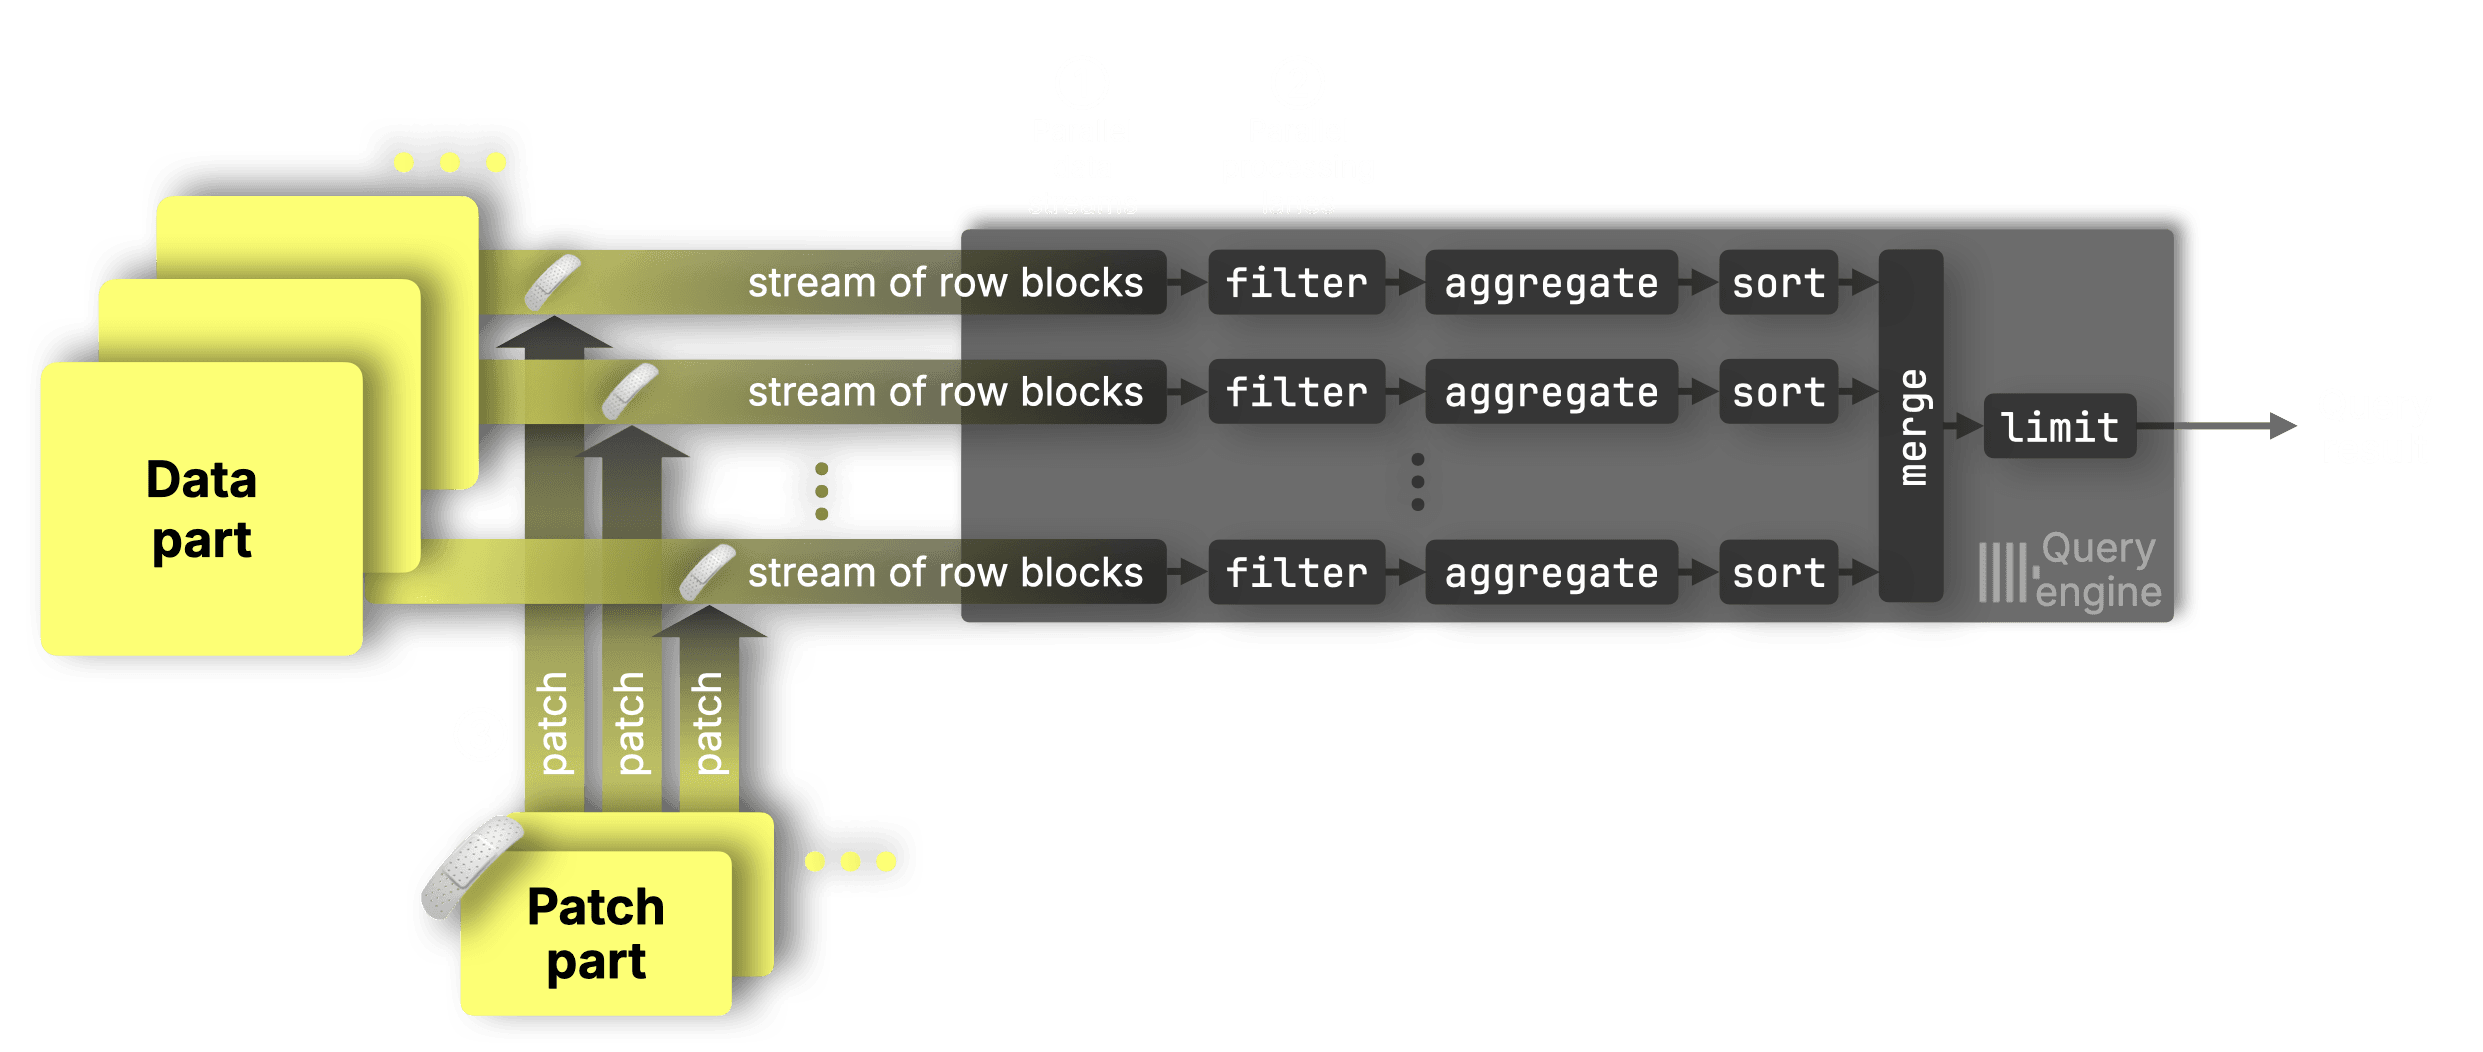 stream of row blocks
filter
aggregate
sort
stream of row blocks
filter
aggregate
sort
merge
limit
Data
part
stream of row blocks
filter
aggregate
sort
Query
engine
patch
patch
patch
Patch
part